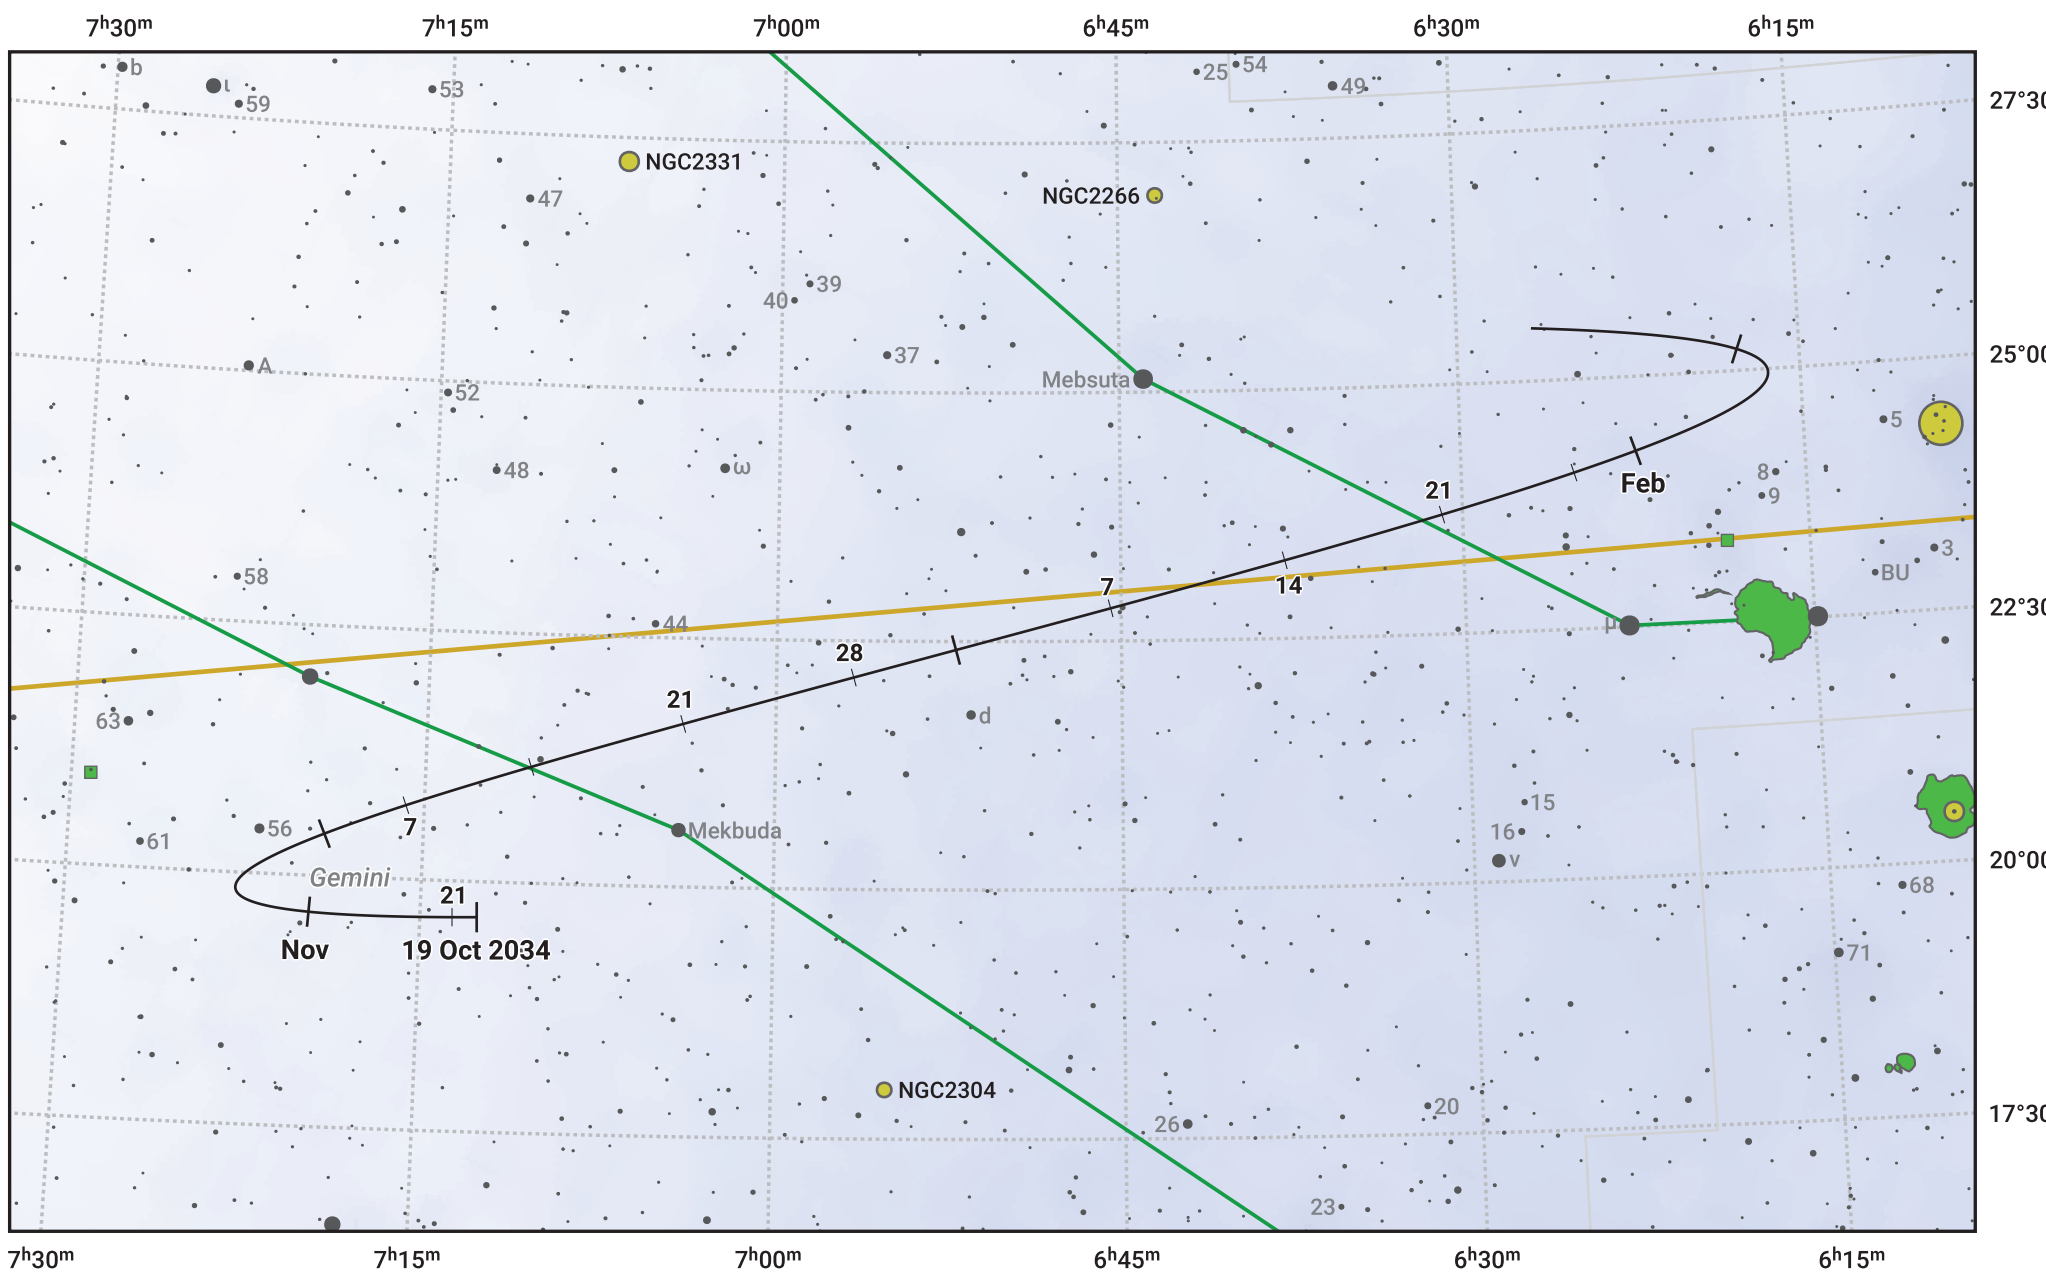 7h30m 7h15m 7h00m 6h45m 6h30m 6h15m
b ι 59 53 25 54 49
27°30
NGC2331
47 NGC2266
39
40
37 25°00
A Mebsuta
52 5
48 ω 21 Feb 8
9
3
58 7 14 BU
44 22°30
μ
28
21 d
63
15
7 Mekbuda 16
56 61 ν 20°00
Gemini 68
21
Nov 19 Oct 2034 71
NGC2304
20 17°30
26
23
7h30m 7h15m 7h00m 6h45m 6h30m 6h15m